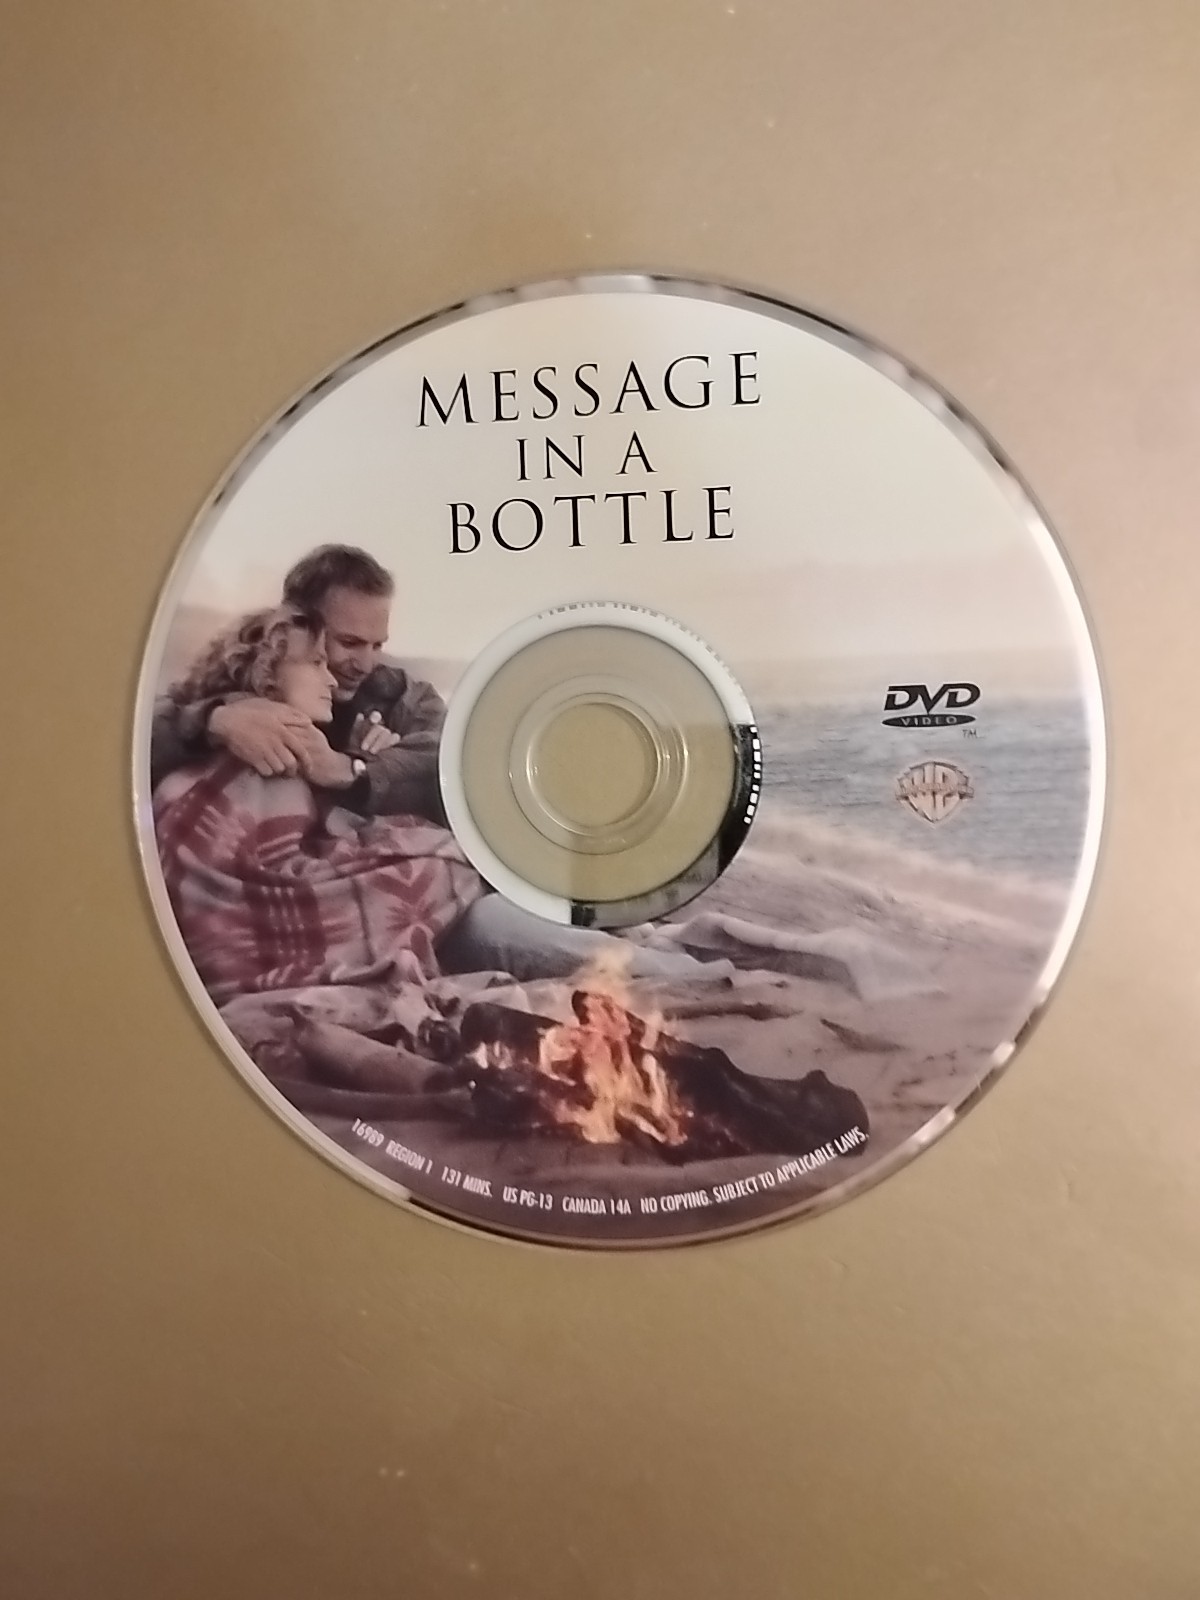 MESSAGE
IN A
BOTTLE
DVD
VIDEO
TM
WB
16989 REGION 1 131 MINS. US PG-13 CANADA 14A NO COPYING. SUBJECT TO APPLICABLE LAWS.